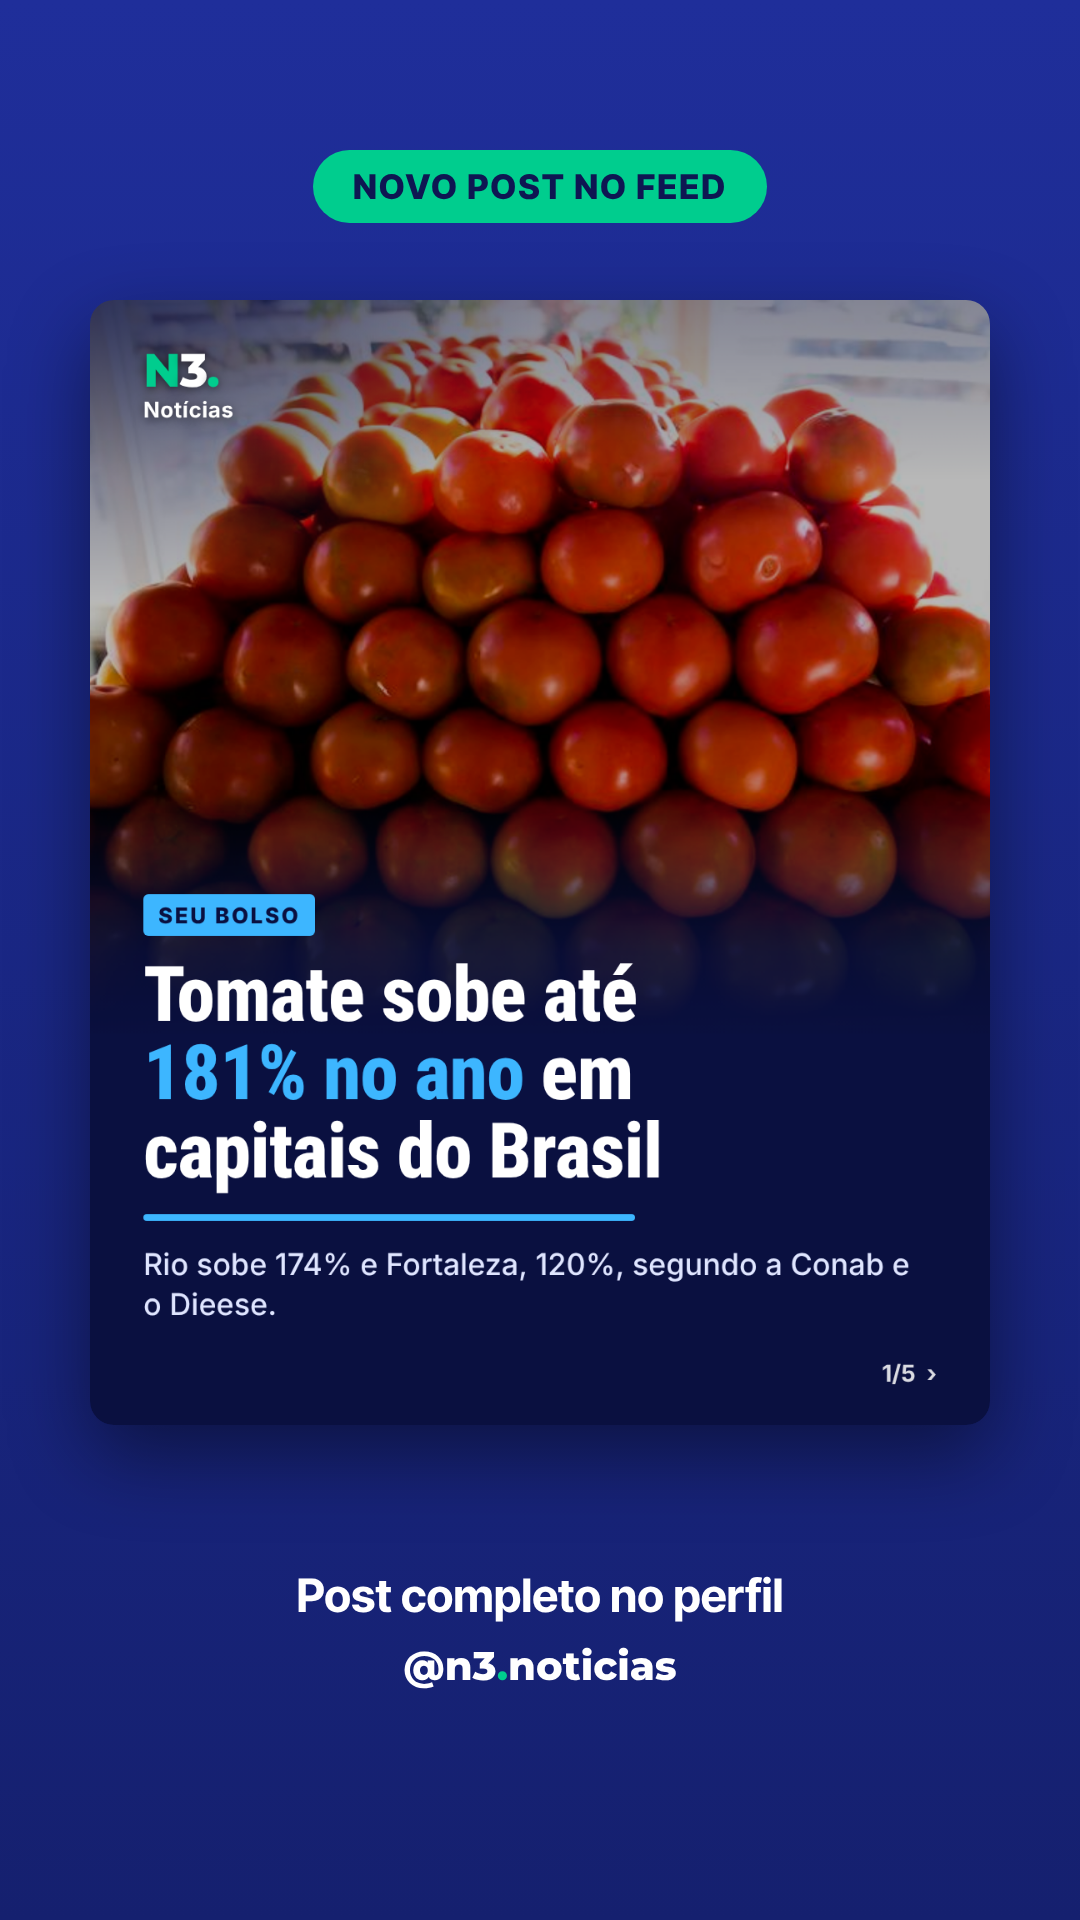 NOVO POST NO FEED
N3.
Notícias
SEU BOLSO
Tomate sobe até
181% no ano em
capitais do Brasil
Rio sobe 174% e Fortaleza, 120%, segundo a Conab e
o Dieese.
1/5 ›
Post completo no perfil
@n3.noticias